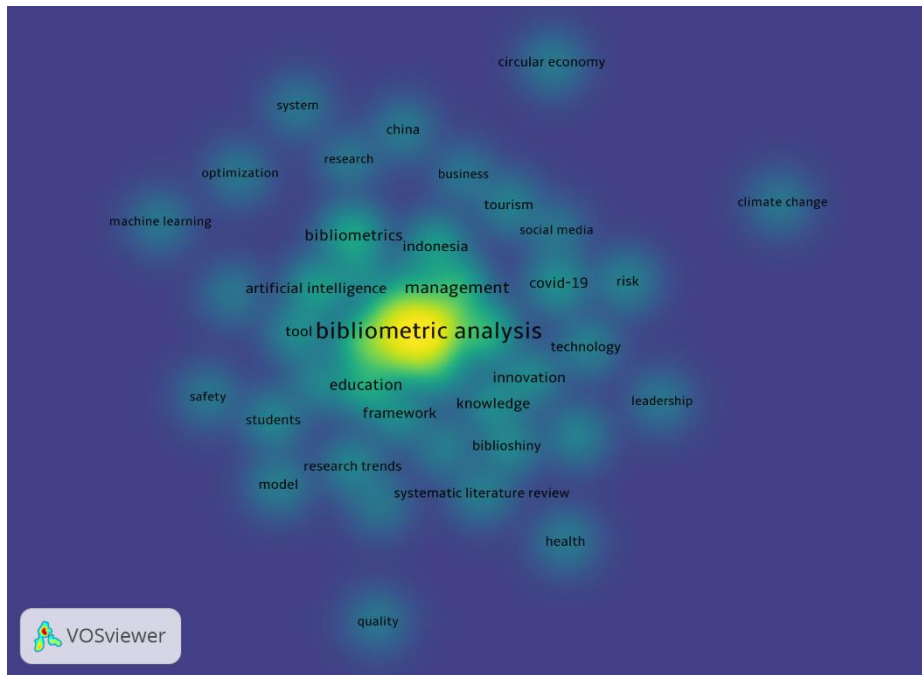 circular economy
system
china
research
business
optimization
climate change
tourism
machine learning
social media
bibliometrics
indonesia
covid-19
risk
artificial intelligence
management
tool
bibliometric analysis
technology
innovation
education
safety
leadership
knowledge
framework
students
biblioshiny
research trends
model
systematic literature review
health
quality
VOSviewer